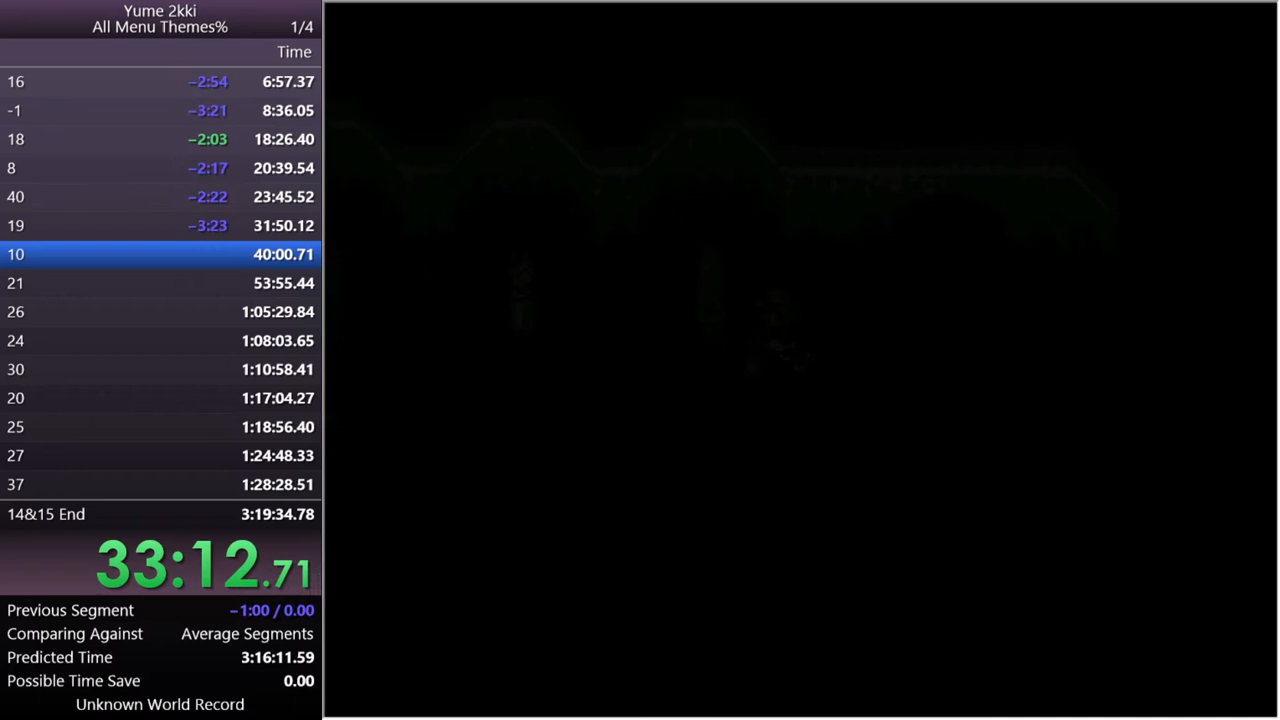 Yume 2kki
All Menu Themes% 1/4
Time
16 −2:54 6:57.37
-1 −3:21 8:36.05
18 −2:03 18:26.40
8 −2:17 20:39.54
40 −2:22 23:45.52
19 −3:23 31:50.12
10 40:00.71
21 53:55.44
26 1:05:29.84
24 1:08:03.65
30 1:10:58.41
20 1:17:04.27
25 1:18:56.40
27 1:24:48.33
37 1:28:28.51
14&15 End 3:19:34.78
33:12.71
Previous Segment −1:00 / 0.00
Comparing Against Average Segments
Predicted Time 3:16:11.59
Possible Time Save 0.00
Unknown World Record